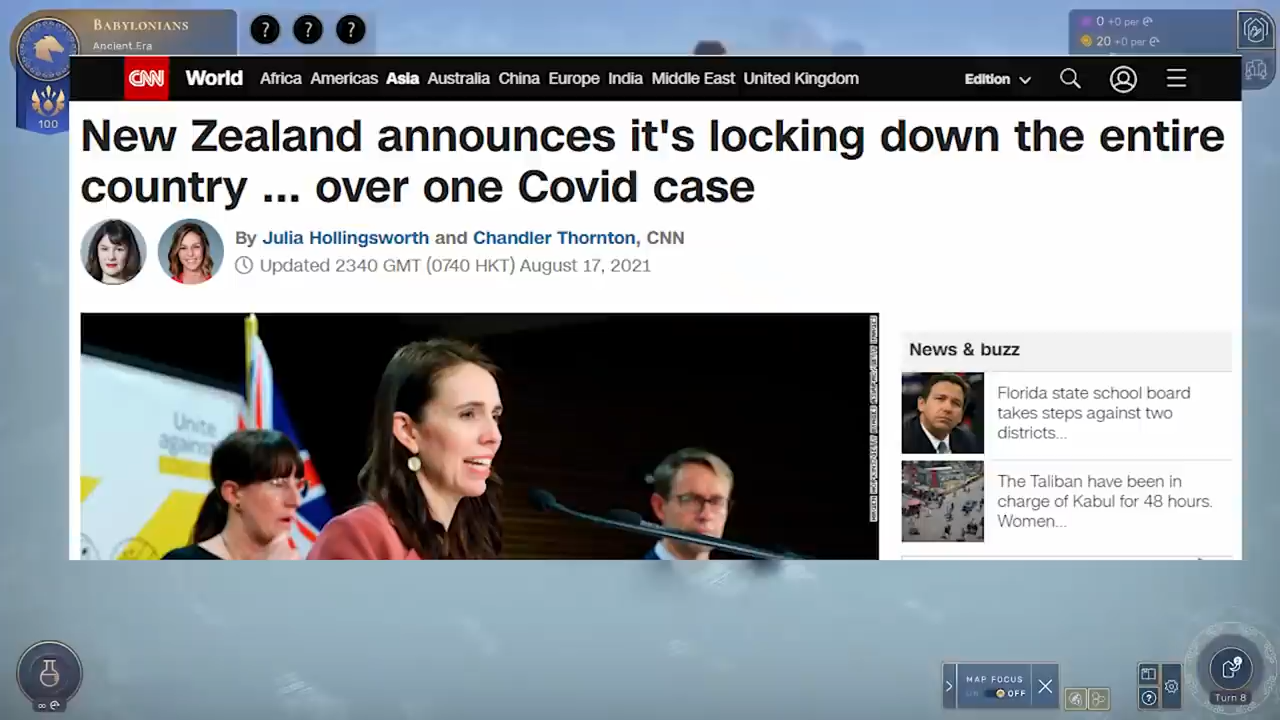 BABYLONIANS
Ancient Era
100
? ? ?
0 +0 per
20 +0 per
CNN World Africa Americas Asia Australia China Europe India Middle East United Kingdom Edition
New Zealand announces it's locking down the entire
country ... over one Covid case
By Julia Hollingsworth and Chandler Thornton, CNN
Updated 2340 GMT (0740 HKT) August 17, 2021
Unite
against
News & buzz
Florida state school board
takes steps against two
districts...
The Taliban have been in
charge of Kabul for 48 hours.
Women...
MAP FOCUS
ON OFF
Turn 8